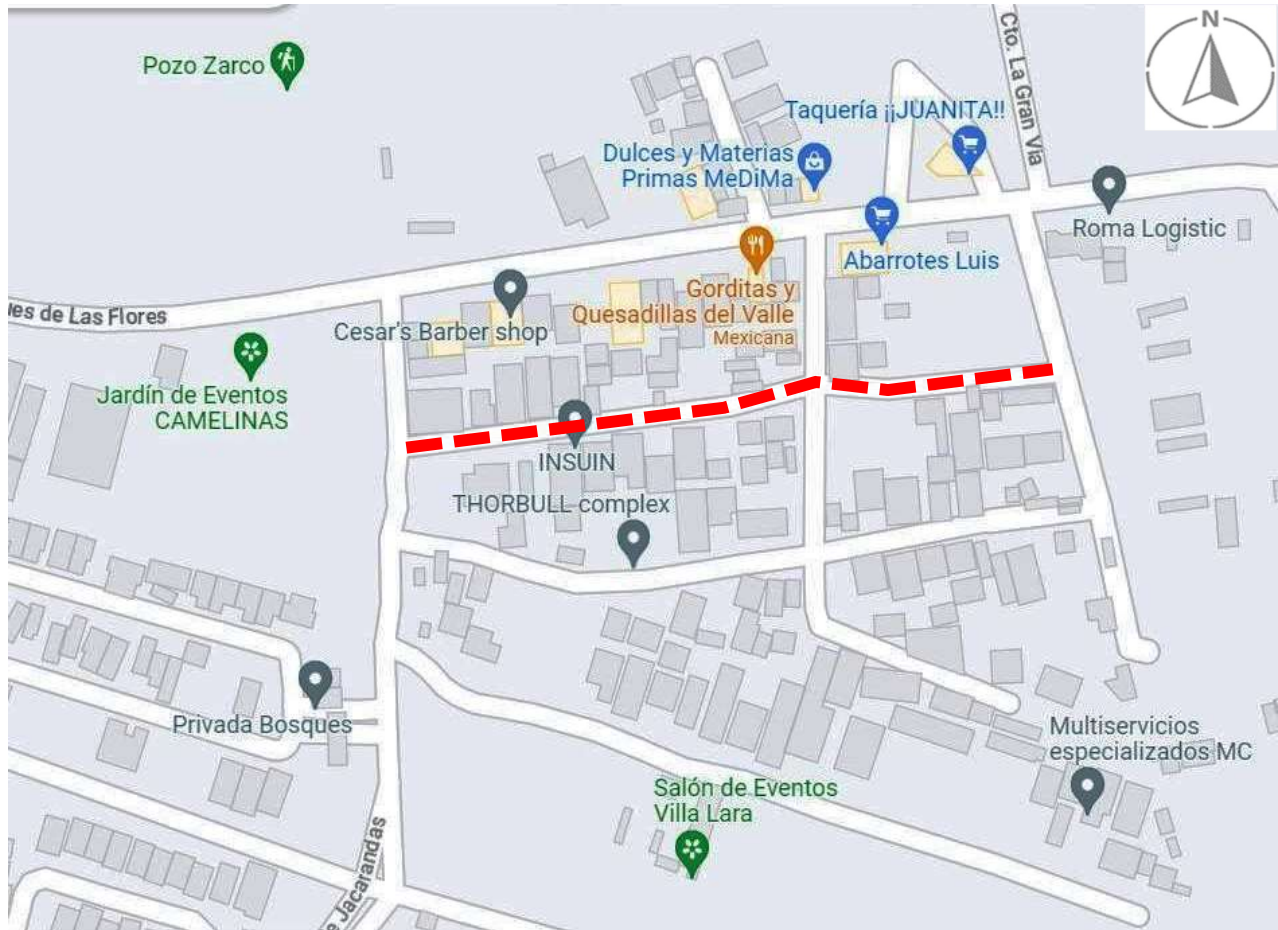 N
Pozo Zarco
Cto. La Gran Vía
Taquería ¡¡JUANITA!!
Dulces y Materias
Primas MeDiMa
Roma Logistic
Abarrotes Luis
Gorditas y
Quesadillas del Valle
Mexicana
es de Las Flores
Cesar's Barber shop
Jardín de Eventos
CAMELINAS
INSUIN
THORBULL complex
Privada Bosques
Multiservicios
especializados MC
Salón de Eventos
Villa Lara
e Jacarandas